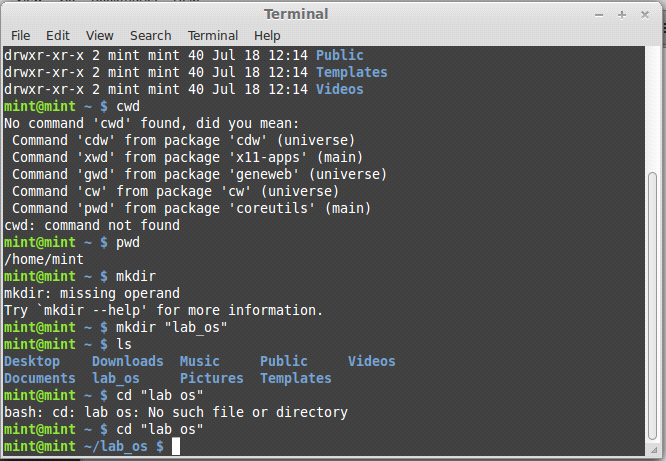 Terminal
File Edit View Search Terminal Help
drwxr-xr-x 2 mint mint 40 Jul 18 12:14 Public
drwxr-xr-x 2 mint mint 40 Jul 18 12:14 Templates
drwxr-xr-x 2 mint mint 40 Jul 18 12:14 Videos
mint@mint ~ $ cwd
No command 'cwd' found, did you mean:
Command 'cdw' from package 'cdw' (universe)
Command 'xwd' from package 'x11-apps' (main)
Command 'gwd' from package 'geneweb' (universe)
Command 'cw' from package 'cw' (universe)
Command 'pwd' from package 'coreutils' (main)
cwd: command not found
mint@mint ~ $ pwd
/home/mint
mint@mint ~ $ mkdir
mkdir: missing operand
Try `mkdir --help' for more information.
mint@mint ~ $ mkdir "lab_os"
mint@mint ~ $ ls
Desktop Downloads Music Public Videos
Documents lab_os Pictures Templates
mint@mint ~ $ cd "lab os"
bash: cd: lab os: No such file or directory
mint@mint ~ $ cd "lab os"
mint@mint ~/lab_os $